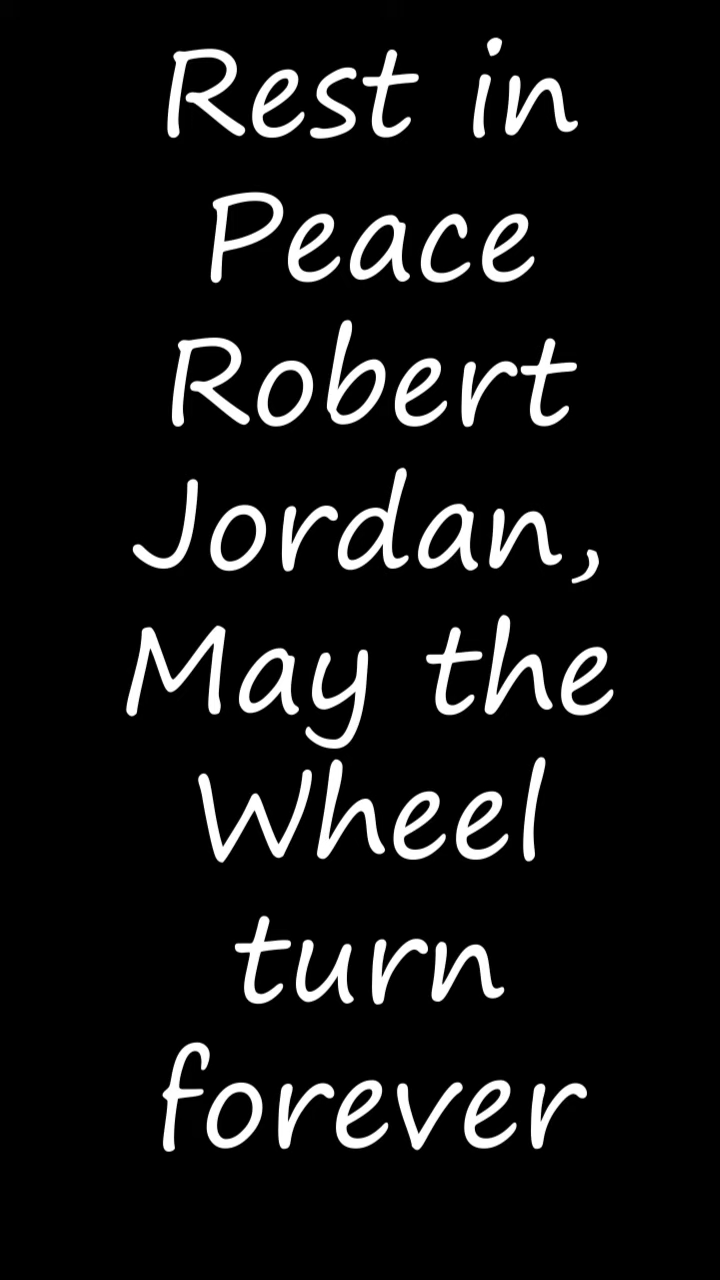 Rest in
Peace
Robert
Jordan,
May the
Wheel
turn
forever